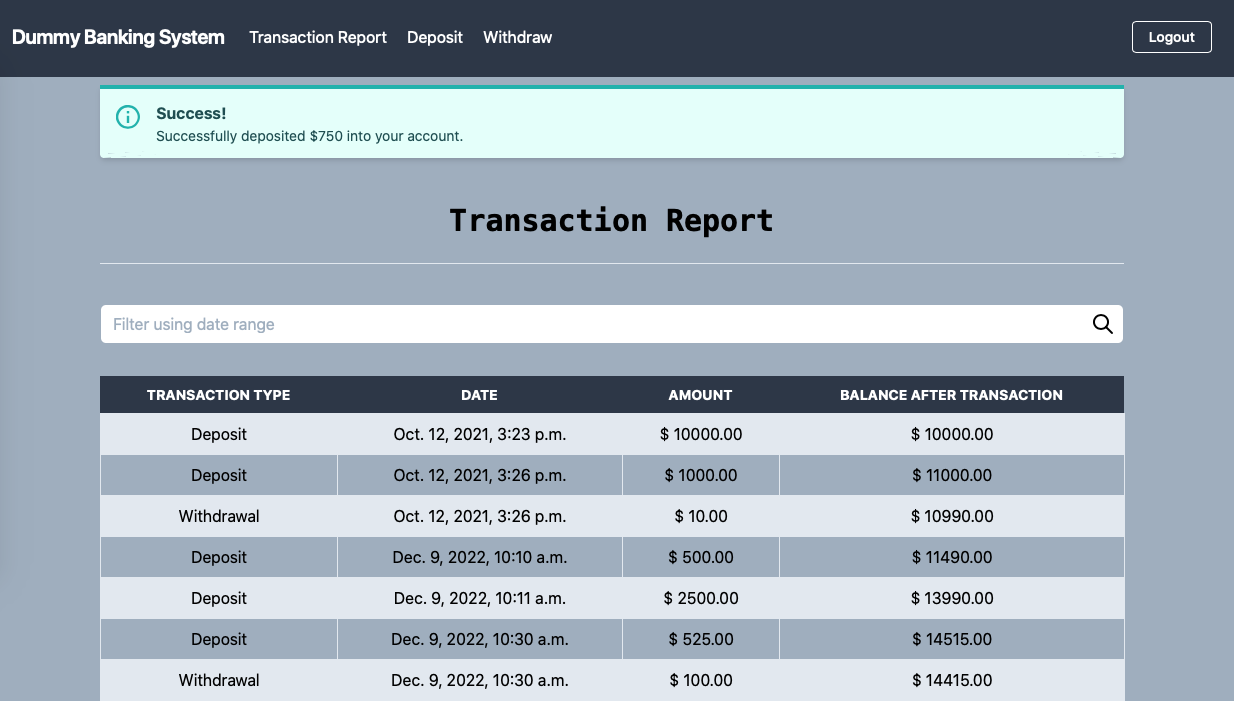 Dummy Banking System Transaction Report Deposit Withdraw Logout
Success!
Successfully deposited $750 into your account.
Transaction Report
Filter using date range
TRANSACTION TYPE DATE AMOUNT BALANCE AFTER TRANSACTION
Deposit Oct. 12, 2021, 3:23 p.m. $ 10000.00 $ 10000.00
Deposit Oct. 12, 2021, 3:26 p.m. $ 1000.00 $ 11000.00
Withdrawal Oct. 12, 2021, 3:26 p.m. $ 10.00 $ 10990.00
Deposit Dec. 9, 2022, 10:10 a.m. $ 500.00 $ 11490.00
Deposit Dec. 9, 2022, 10:11 a.m. $ 2500.00 $ 13990.00
Deposit Dec. 9, 2022, 10:30 a.m. $ 525.00 $ 14515.00
Withdrawal Dec. 9, 2022, 10:30 a.m. $ 100.00 $ 14415.00